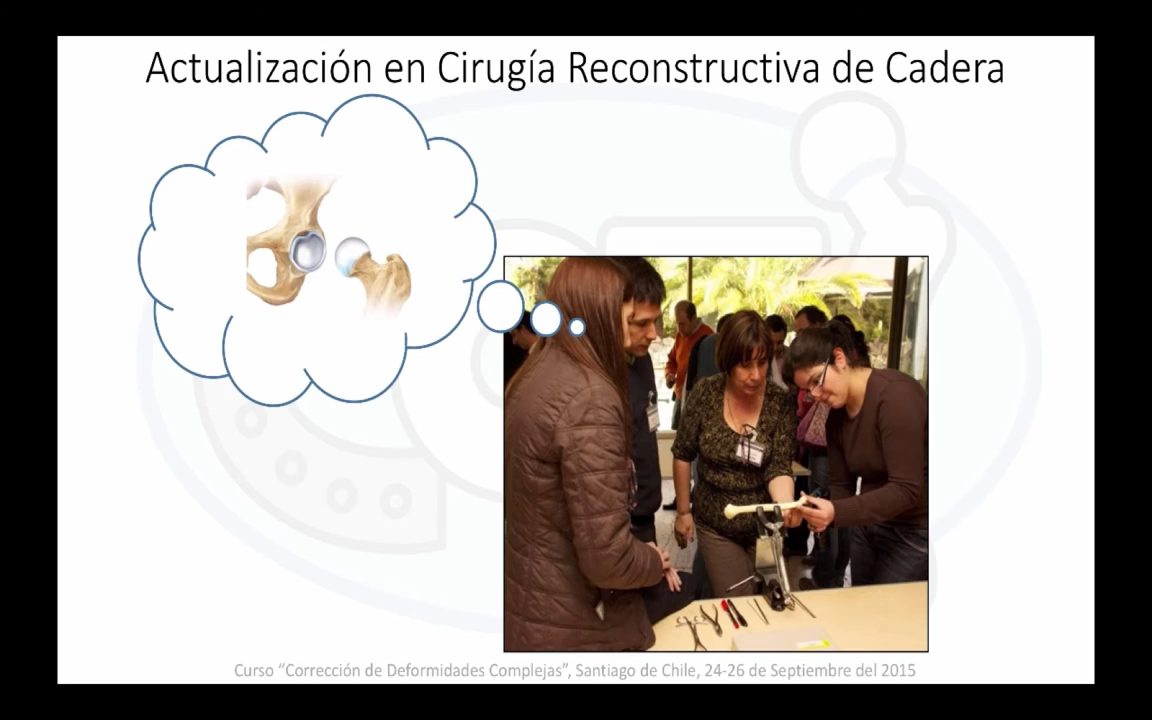 Actualización en Cirugía Reconstructiva de Cadera
Curso “Corrección de Deformidades Complejas”, Santiago de Chile, 24-26 de Septiembre del 2015